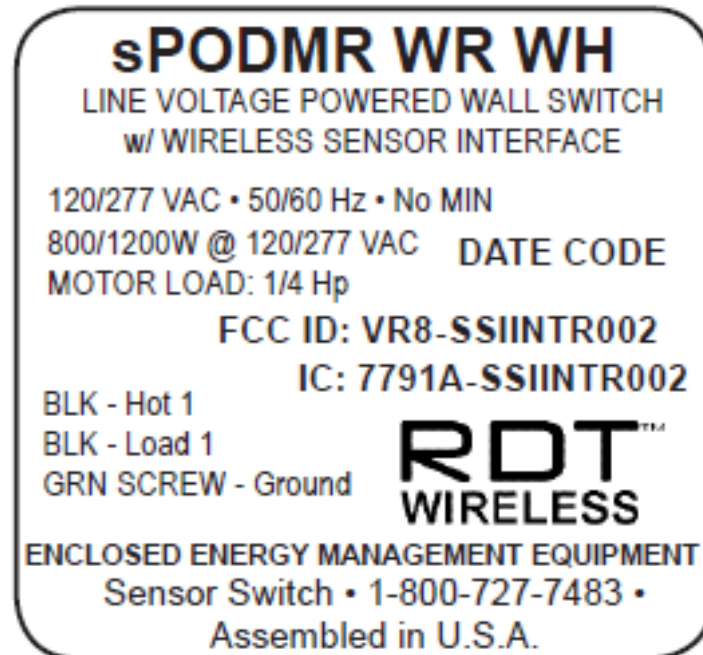 sPODMR WR WH
LINE VOLTAGE POWERED WALL SWITCH
w/ WIRELESS SENSOR INTERFACE
120/277 VAC • 50/60 Hz • No MIN
800/1200W @ 120/277 VAC
DATE CODE
MOTOR LOAD: 1/4 Hp
FCC ID: VR8-SSIINTR002
IC: 7791A-SSIINTR002
BLK - Hot 1
BLK - Load 1
GRN SCREW - Ground
RDT™
WIRELESS
ENCLOSED ENERGY MANAGEMENT EQUIPMENT
Sensor Switch • 1-800-727-7483 •
Assembled in U.S.A.